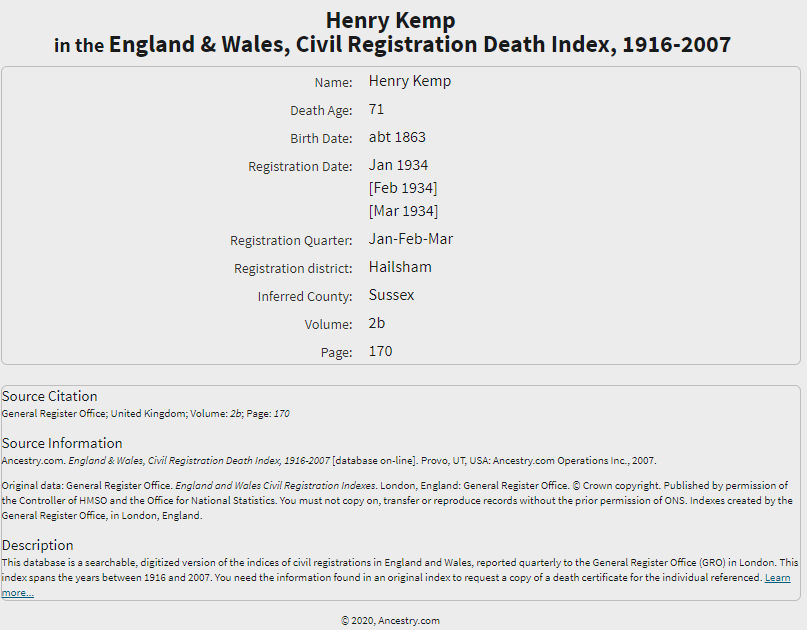 Henry Kemp
in the England & Wales, Civil Registration Death Index, 1916-2007
Name: Henry Kemp
Death Age: 71
Birth Date: abt 1863
Registration Date: Jan 1934
[Feb 1934]
[Mar 1934]
Registration Quarter: Jan-Feb-Mar
Registration district: Hailsham
Inferred County: Sussex
Volume: 2b
Page: 170
Source Citation
General Register Office; United Kingdom; Volume: 2b; Page: 170
Source Information
Ancestry.com. England & Wales, Civil Registration Death Index, 1916-2007 [database on-line]. Provo, UT, USA: Ancestry.com Operations Inc., 2007.
Original data: General Register Office. England and Wales Civil Registration Indexes. London, England: General Register Office. © Crown copyright. Published by permission of
the Controller of HMSO and the Office for National Statistics. You must not copy on, transfer or reproduce records without the prior permission of ONS. Indexes created by the
General Register Office, in London, England.
Description
This database is a searchable, digitized version of the indices of civil registrations in England and Wales, reported quarterly to the General Register Office (GRO) in London. This
index spans the years between 1916 and 2007. You need the information found in an original index to request a copy of a death certificate for the individual referenced. Learn
more...
© 2020, Ancestry.com